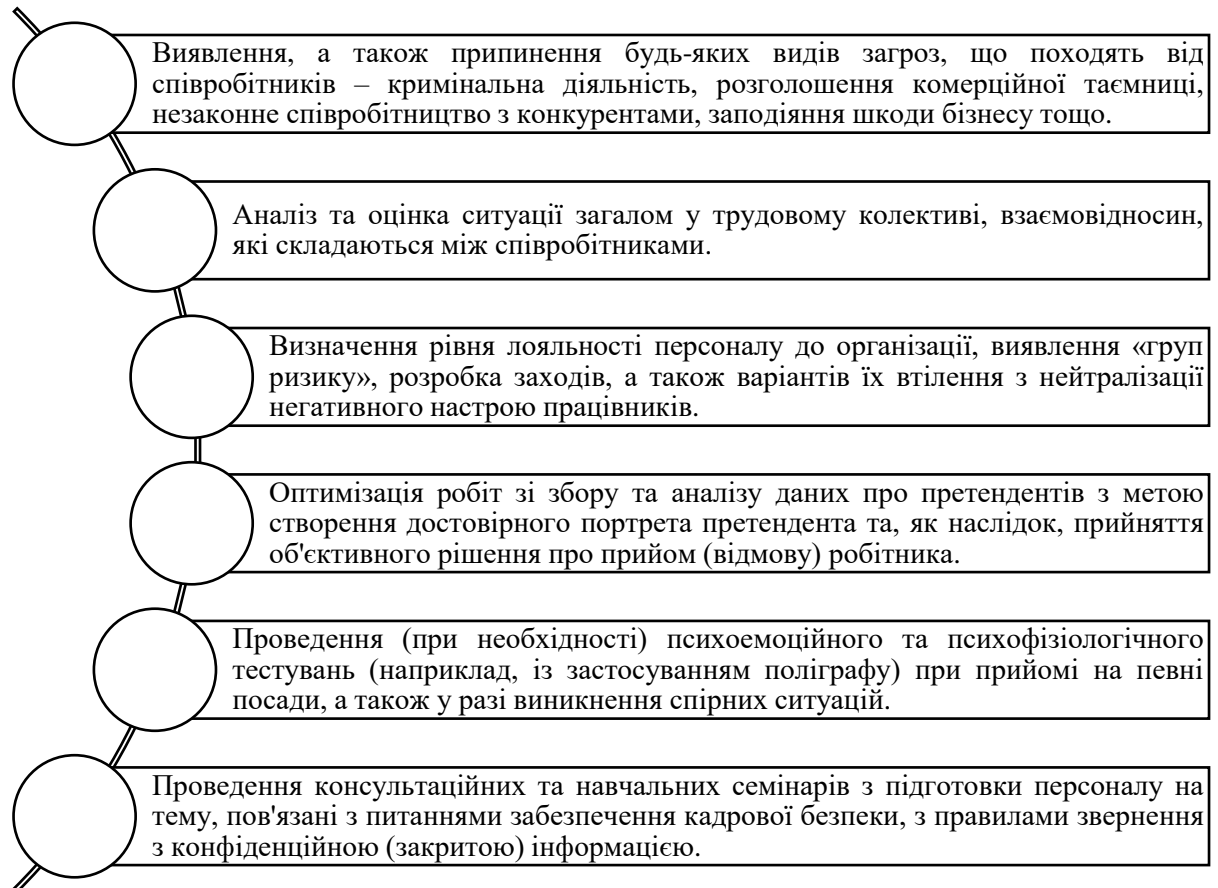 Виявлення, а також припинення будь-яких видів загроз, що походять від
співробітників – кримінальна діяльність, розголошення комерційної таємниці,
незаконне співробітництво з конкурентами, заподіяння шкоди бізнесу тощо.
Аналіз та оцінка ситуації загалом у трудовому колективі, взаємовідносин,
які складаються між співробітниками.
Визначення рівня лояльності персоналу до організації, виявлення «груп
ризику», розробка заходів, а також варіантів їх втілення з нейтралізації
негативного настрою працівників.
Оптимізація робіт зі збору та аналізу даних про претендентів з метою
створення достовірного портрета претендента та, як наслідок, прийняття
об'єктивного рішення про прийом (відмову) робітника.
Проведення (при необхідності) психоемоційного та психофізіологічного
тестувань (наприклад, із застосуванням поліграфу) при прийомі на певні
посади, а також у разі виникнення спірних ситуацій.
Проведення консультаційних та навчальних семінарів з підготовки персоналу на
тему, пов'язані з питаннями забезпечення кадрової безпеки, з правилами звернення
з конфіденційною (закритою) інформацією.